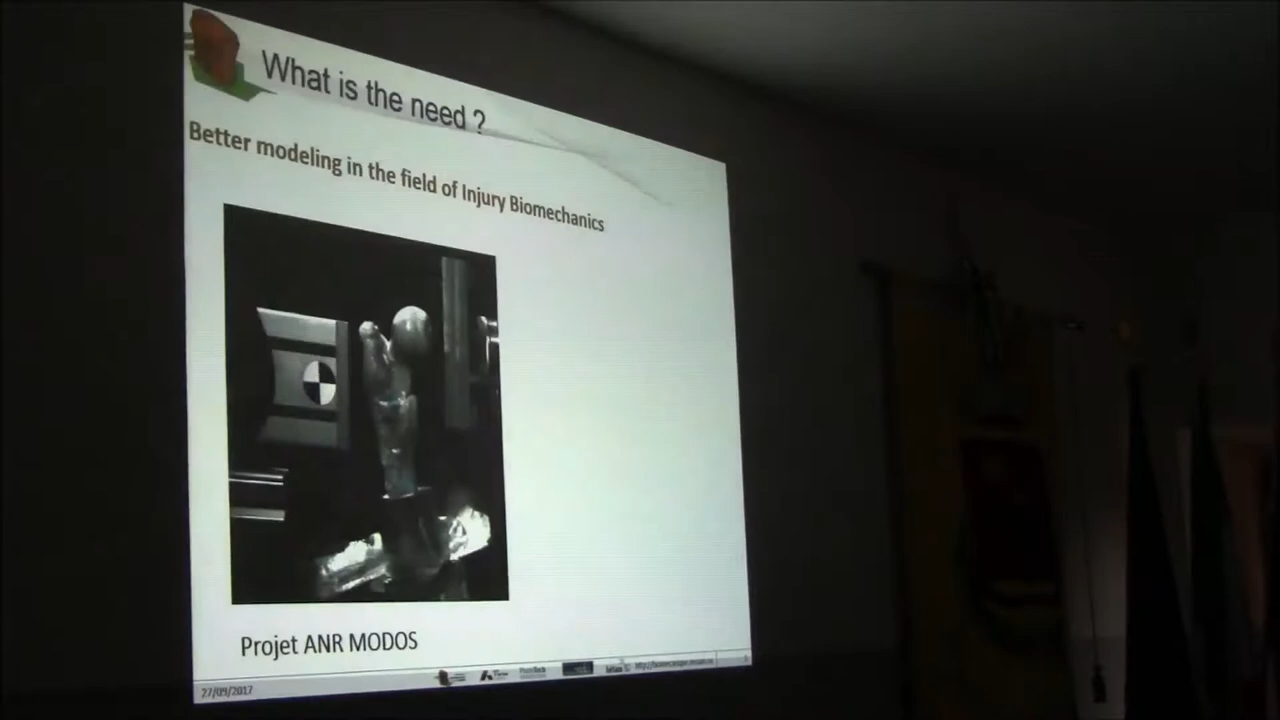 What is the need ?
Better modeling in the field of Injury Biomechanics
Projet ANR MODOS
27/09/2017